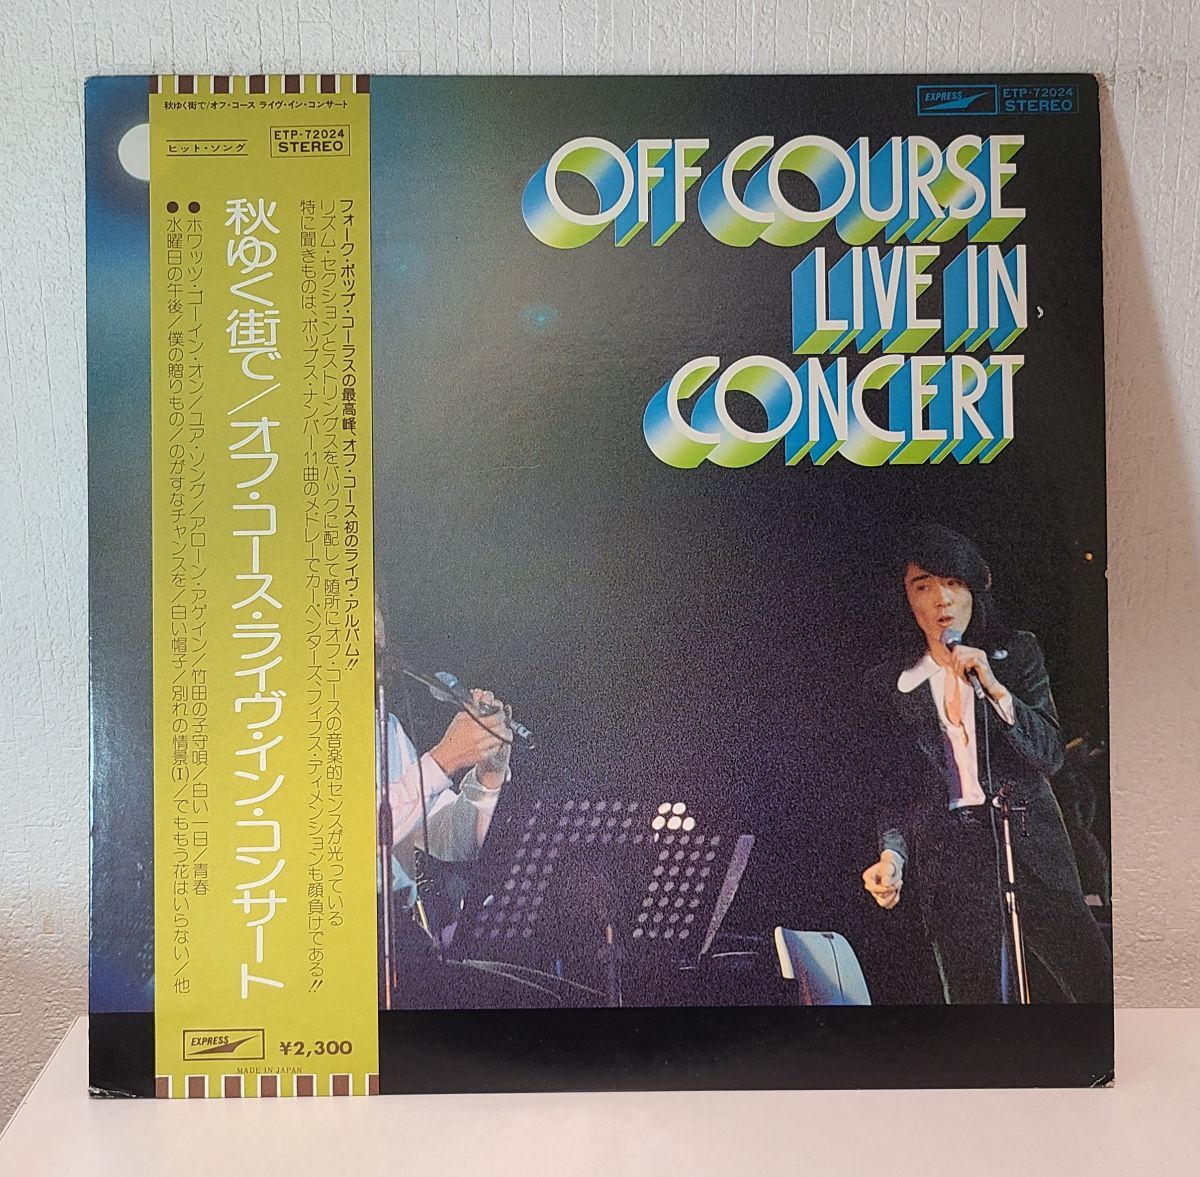 秋ゆく街で/オフ・コース ライヴ・イン・コンサート
ヒット・ソング
ETP-72024
STEREO
フォーク・ポップ・コーラスの最高峰、オフ・コース初のライヴ・アルバム!!
リズム・セクションとストリングスをバックに配して随所にオフ・コースの音楽的センスが光っている
特に聞きものは、ポップス・ナンバー11曲のメドレーでカーペンターズ、フィフス・ディメンションも顔負けである!!
秋ゆく街で/オフ・コース・ライヴ・イン・コンサート
●ホワッツ・ゴーイン・オン/ユア・ソング/アローン・アゲイン/竹田の子守唄/白い一日/青春
●水曜日の午後/僕の贈りもの/のがすなチャンスを/白い帽子/別れの情景(I)/でももう花はいらない/他
EXPRESS
¥2,300
MADE IN JAPAN
EXPRESS
ETP-72024
STEREO
OFF COURSE
LIVE IN
CONCERT